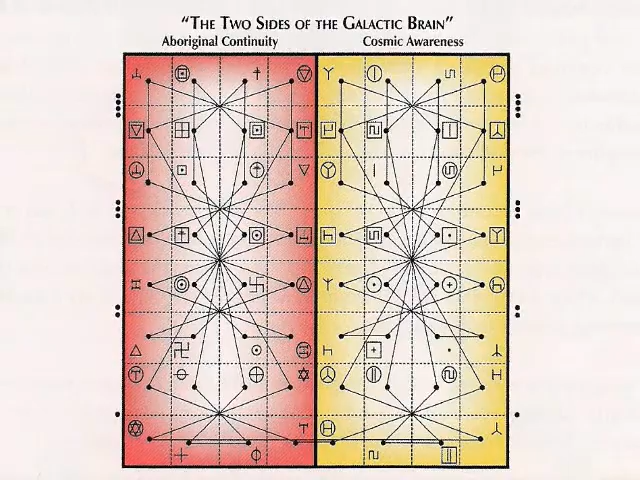 "THE TWO SIDES OF THE GALACTIC BRAIN"
Aboriginal Continuity Cosmic Awareness